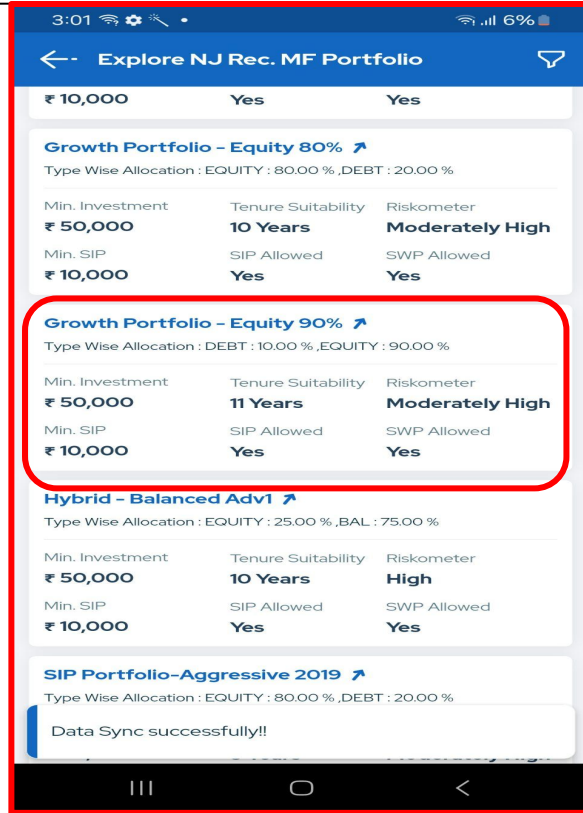 3:01 6%
Explore NJ Rec. MF Portfolio
₹ 10,000 Yes Yes
Growth Portfolio - Equity 80%
Type Wise Allocation : EQUITY : 80.00 % ,DEBT : 20.00 %
Min. Investment Tenure Suitability Riskometer
₹ 50,000 10 Years Moderately High
Min. SIP SIP Allowed SWP Allowed
₹ 10,000 Yes Yes
Growth Portfolio - Equity 90%
Type Wise Allocation : DEBT : 10.00 % ,EQUITY : 90.00 %
Min. Investment Tenure Suitability Riskometer
₹ 50,000 11 Years Moderately High
Min. SIP SIP Allowed SWP Allowed
₹ 10,000 Yes Yes
Hybrid - Balanced Adv1
Type Wise Allocation : EQUITY : 25.00 % ,BAL : 75.00 %
Min. Investment Tenure Suitability Riskometer
₹ 50,000 10 Years High
Min. SIP SIP Allowed SWP Allowed
₹ 10,000 Yes Yes
SIP Portfolio-Aggressive 2019
Type Wise Allocation : EQUITY : 80.00 % ,DEBT : 20.00 %
Data Sync successfully!!